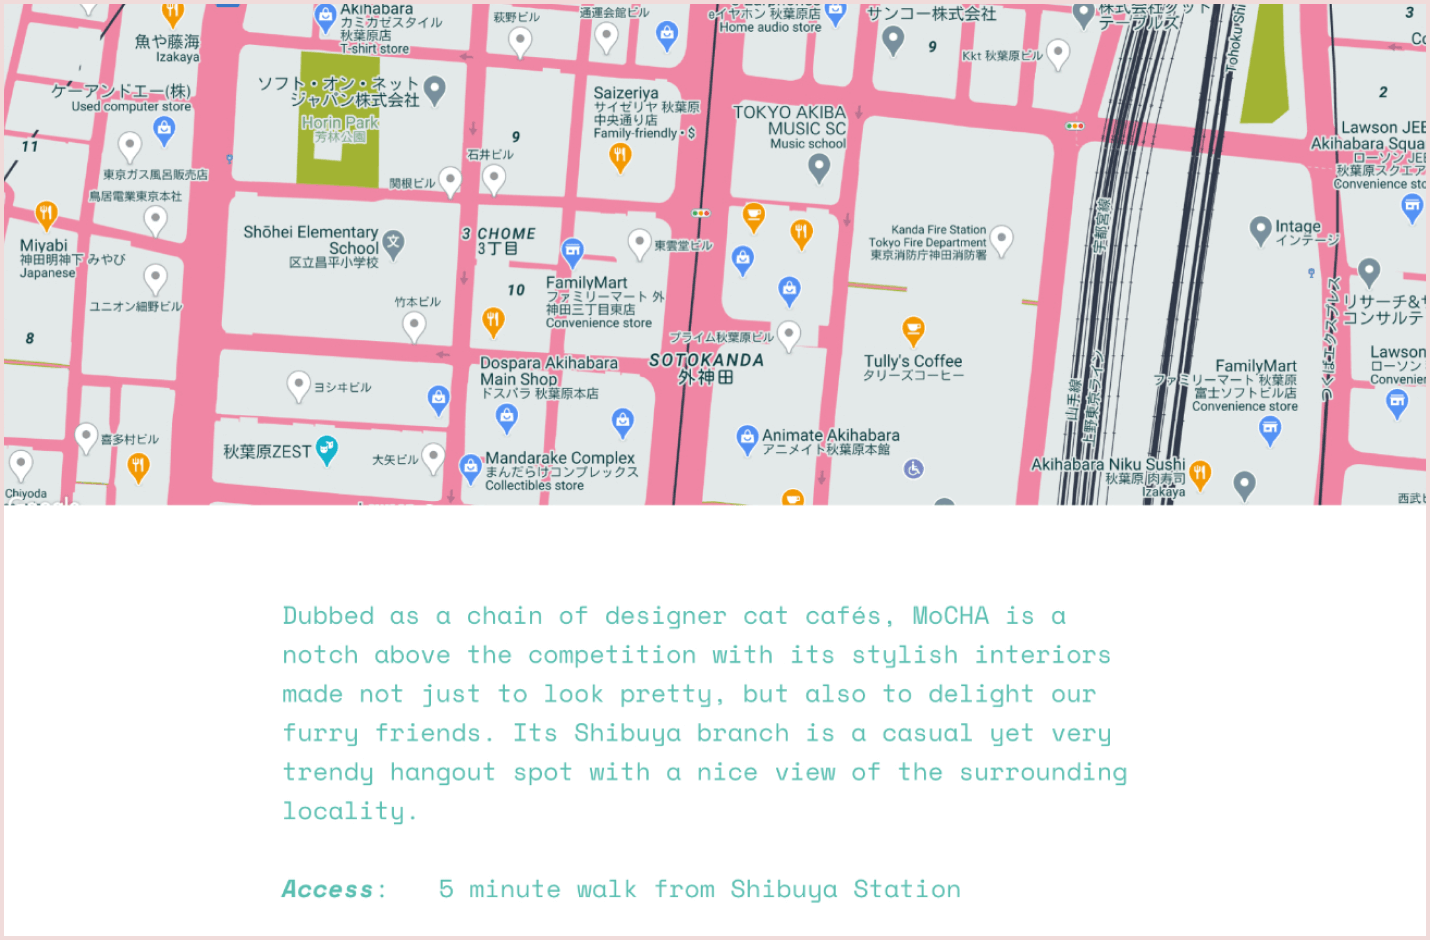 Akihabara
カミカゼスタイル
秋葉原店
T-shirt store
萩野ビル
通運会館ビル
eイヤホン 秋葉原店
Home audio store
サンコー株式会社
テーブルズ
Tohoku Shi
3
魚や藤海
Izakaya
9
Kkt 秋葉原ビル
ケーアンドエー(株)
Used computer store
ソフト・オン・ネット
ジャパン株式会社
Saizeriya
サイゼリヤ 秋葉原
中央通り店
Family-friendly • $
2
TOKYO AKIBA
MUSIC SC
Music school
Horin Park
芳林公園
9
Lawson JEE
Akihabara Squa
ローソン JEE
秋葉原スクエア
Convenience sto
11
石井ビル
東京ガス風呂販売店
関根ビル
鳥居電業東京本社
Shōhei Elementary
School
区立昌平小学校
3 CHOME
3丁目
東雲堂ビル
Kanda Fire Station
Tokyo Fire Department
東京消防庁神田消防署
宇都宮線
Intage
インテージ
Miyabi
神田明神下 みやび
Japanese
ユニオン細野ビル
竹本ビル
10
FamilyMart
ファミリーマート 外
神田三丁目東店
Convenience store
リサーチ&
コンサルテ
つくばエクスプレス
8
プライム秋葉原ビル
SOTOKANDA
外神田
Tully's Coffee
タリーズコーヒー
Dospara Akihabara
Main Shop
ドスパラ 秋葉原本店
ヨシヰビル
山手線
上野東京ライン
FamilyMart
ファミリーマート 秋葉原
富士ソフトビル店
Convenience store
Lawson
ローソン
Convenien
喜多村ビル
秋葉原ZEST
大矢ビル
Mandarake Complex
まんだらけコンプレックス
Collectibles store
Animate Akihabara
アニメイト秋葉原本館
Akihabara Niku Sushi
秋葉原 肉寿司
Izakaya
Chiyoda
Dubbed as a chain of designer cat cafés, MoCHA is a
notch above the competition with its stylish interiors
made not just to look pretty, but also to delight our
furry friends. Its Shibuya branch is a casual yet very
trendy hangout spot with a nice view of the surrounding
locality.
Access: 5 minute walk from Shibuya Station